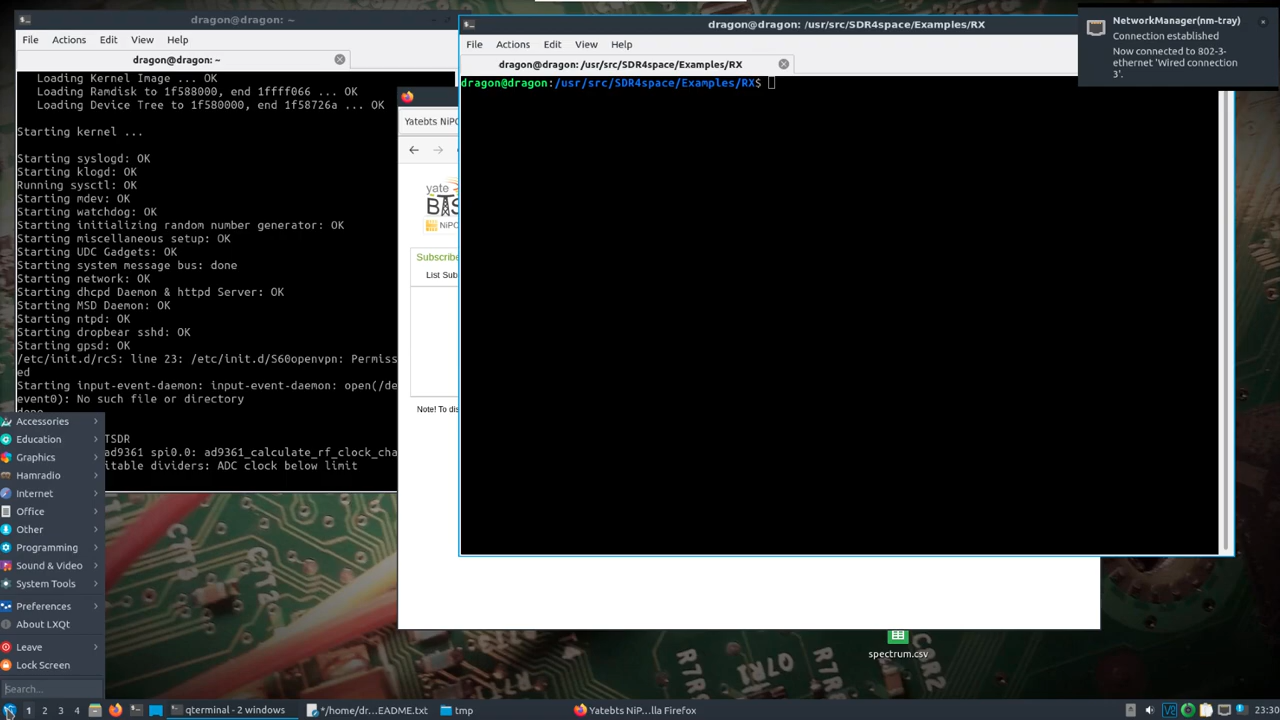 dragon@dragon: ~
File Actions Edit View Help
dragon@dragon: ~
Loading Kernel Image ... OK
Loading Ramdisk to 1f588000, end 1ffff066 ... OK
Loading Device Tree to 1f580000, end 1f58726a ... OK
Starting kernel ...
Starting syslogd: OK
Starting klogd: OK
Running sysctl: OK
Starting mdev: OK
Starting watchdog: OK
Starting initializing random number generator: OK
Starting miscellaneous setup: OK
Starting UDC Gadgets: OK
Starting system message bus: done
Starting network: OK
Starting dhcpd Daemon & httpd Server: OK
Starting MSD Daemon: OK
Starting ntpd: OK
Starting dropbear sshd: OK
Starting gpsd: OK
/etc/init.d/rcS: line 23: /etc/init.d/S60openvpn: Permiss
ed
Starting input-event-daemon: input-event-daemon: open(/de
event0): No such file or directory
done
TSDR
ad9361 spi0.0: ad9361_calculate_rf_clock_cha
itable dividers: ADC clock below limit
Yatebts NiPC
yate
BTS
NiPC
Subscribe
List Sub
Note! To dis
dragon@dragon: /usr/src/SDR4space/Examples/RX
File Actions Edit View Help
dragon@dragon: /usr/src/SDR4space/Examples/RX
dragon@dragon:/usr/src/SDR4space/Examples/RX$
NetworkManager(nm-tray)
Connection established
Now connected to 802-3-
ethernet 'Wired connection
3'.
Accessories
Education
Graphics
Hamradio
Internet
Office
Other
Programming
Sound & Video
System Tools
Preferences
About LXQt
Leave
Lock Screen
Search...
spectrum.csv
1 2 3 4
qterminal - 2 windows
*/home/dr...EADME.txt
tmp
Yatebts NiP...lla Firefox
23:30